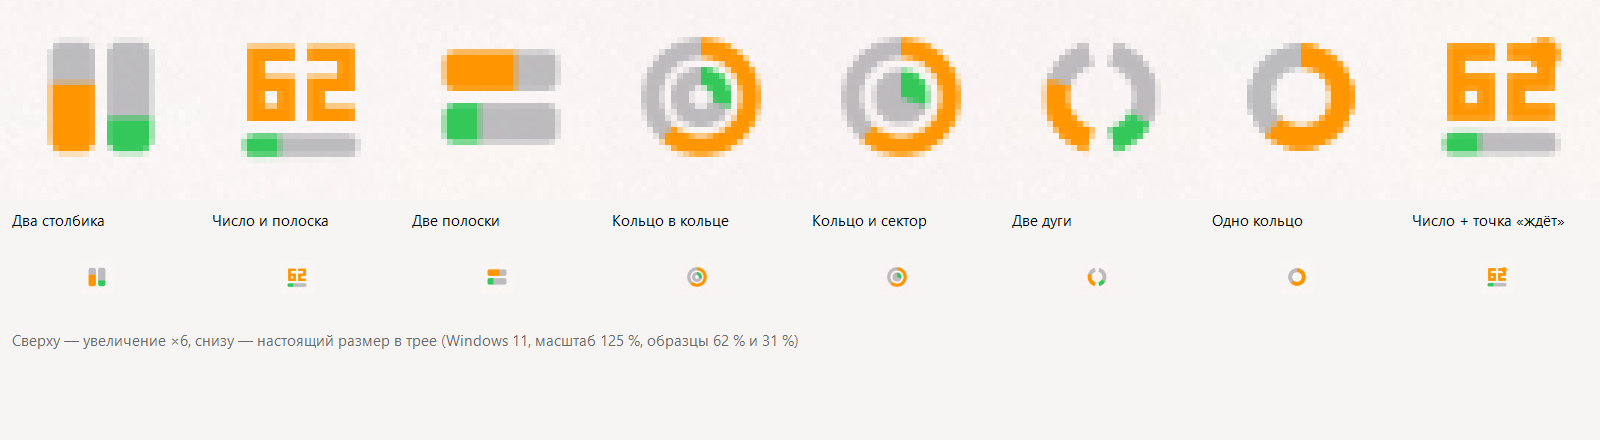 62
62
Два столбика
Число и полоска
Две полоски
Кольцо в кольце
Кольцо и сектор
Две дуги
Одно кольцо
Число + точка «ждёт»
62
62
Сверху — увеличение ×6, снизу — настоящий размер в трее (Windows 11, масштаб 125 %, образцы 62 % и 31 %)